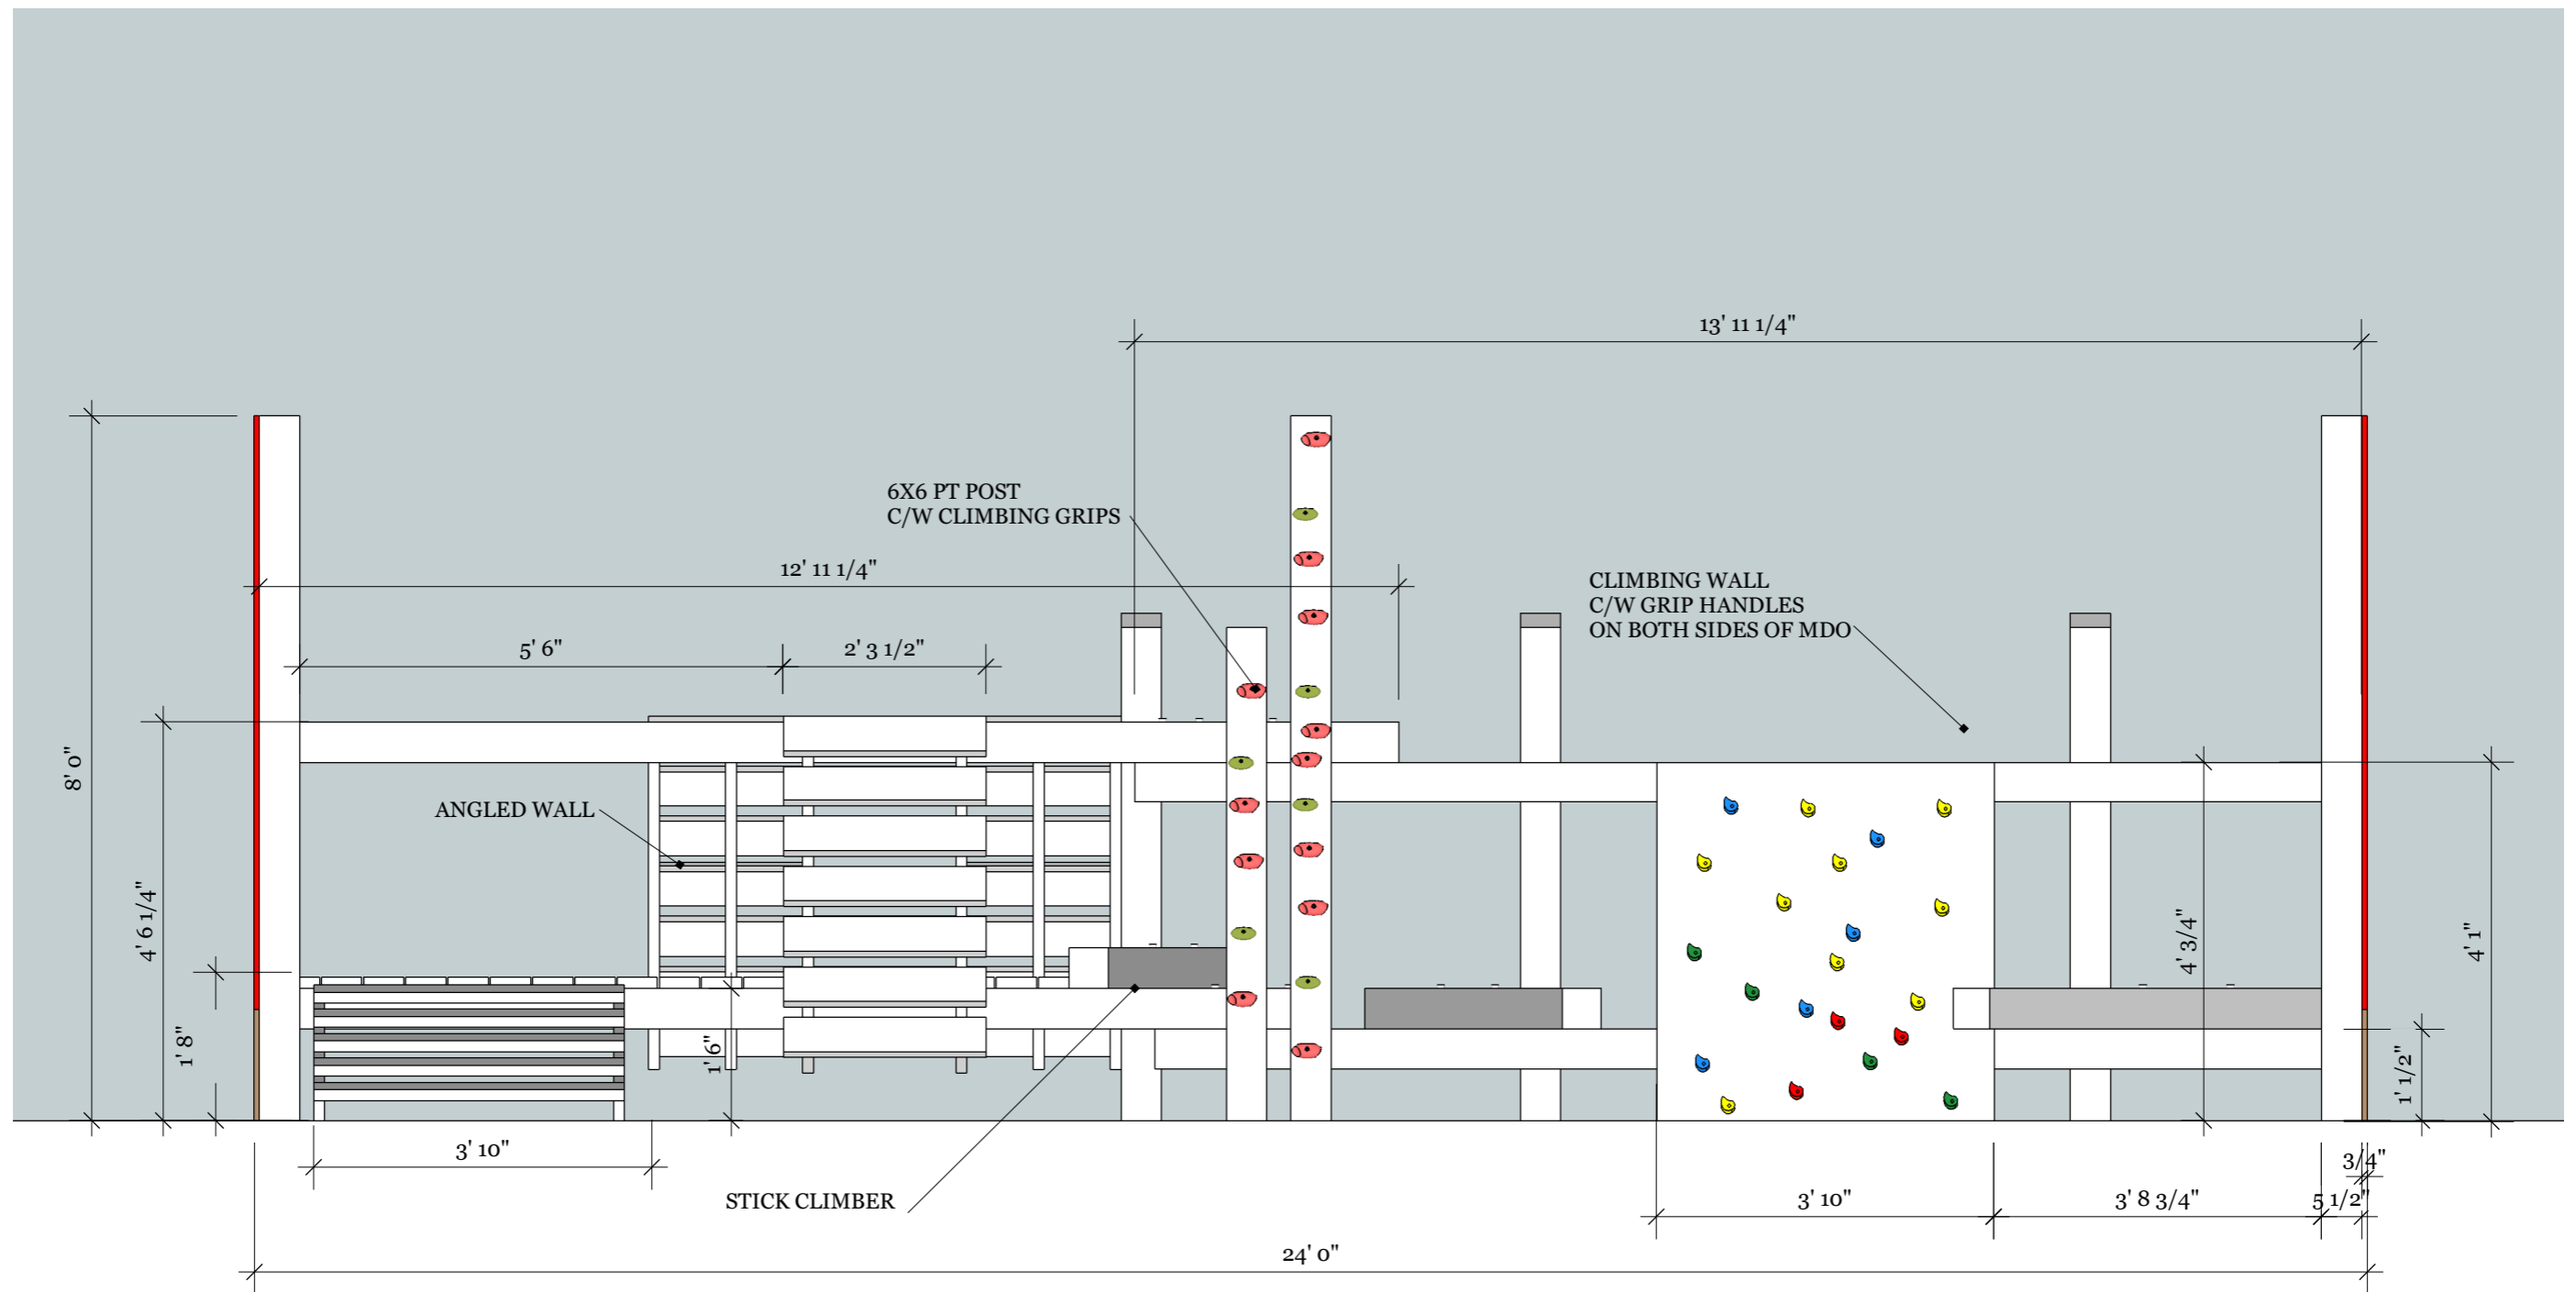 13' 11 1/4"
6X6 PT POST
C/W CLIMBING GRIPS
12' 11 1/4"
CLIMBING WALL
C/W GRIP HANDLES
ON BOTH SIDES OF MDO
5' 6"
2' 3 1/2"
8' 0"
ANGLED WALL
4' 6 1/4"
4' 3/4"
4' 1"
1' 8"
1' 6"
1' 1/2"
3' 10"
3/4"
STICK CLIMBER
3' 10"
3' 8 3/4"
5 1/2"
24' 0"